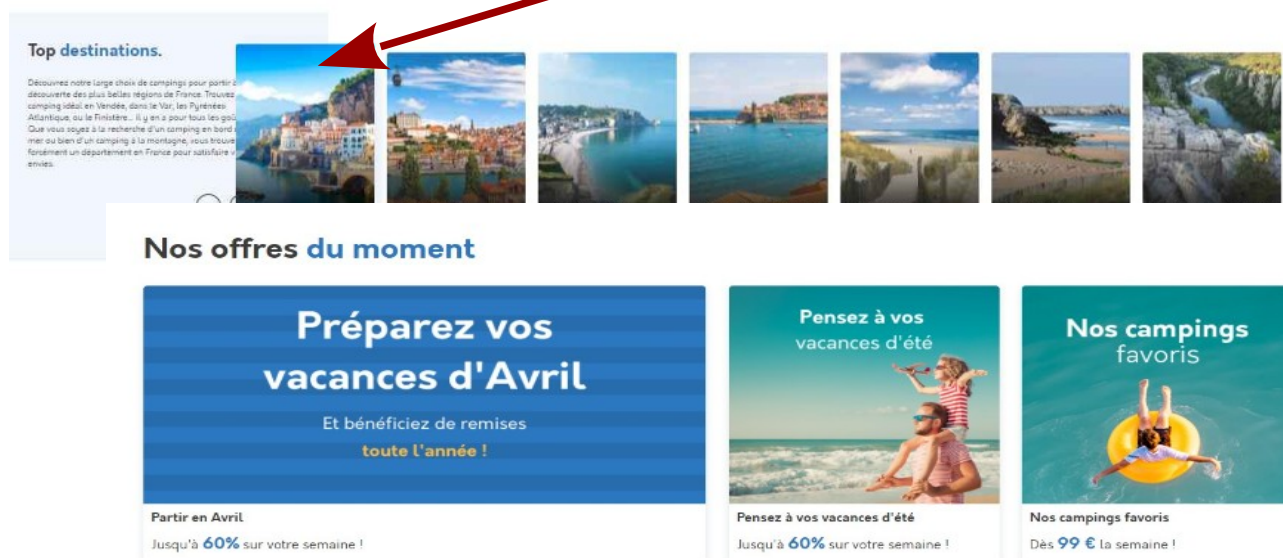 Top destinations.
Découvrez notre large choix de campings pour partir à
découverte des plus belles régions de France. Trouvez
camping idéal en Vendée, dans le Var, les Pyrénées
Atlantique, ou le Finistère... il y en a pour tous les
Que vous soyez à la recherche d'un camping en bord
mer ou bien d'un camping à la montagne, vous
forcément un département en France pour satisfaire
envies.
Nos offres du moment
Préparez vos
vacances d'Avril
Et bénéficiez de remises
toute l'année !
Pensez à vos
vacances d'été
Nos campings
favoris
Partir en Avril
Jusqu'à 60% sur votre semaine !
Pensez à vos vacances d'été
Jusqu'à 60% sur votre semaine !
Nos campings favoris
Dès 99 € la semaine !